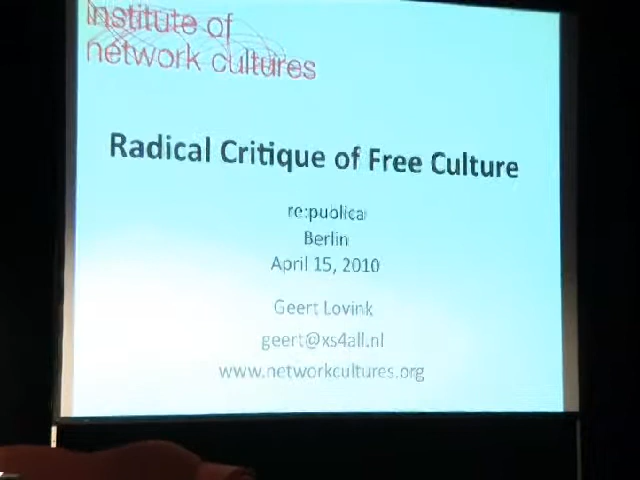 institute of
network cultures
Radical Critique of Free Culture
re:publica
Berlin
April 15, 2010
Geert Lovink
geert@xs4all.nl
www.networkcultures.org